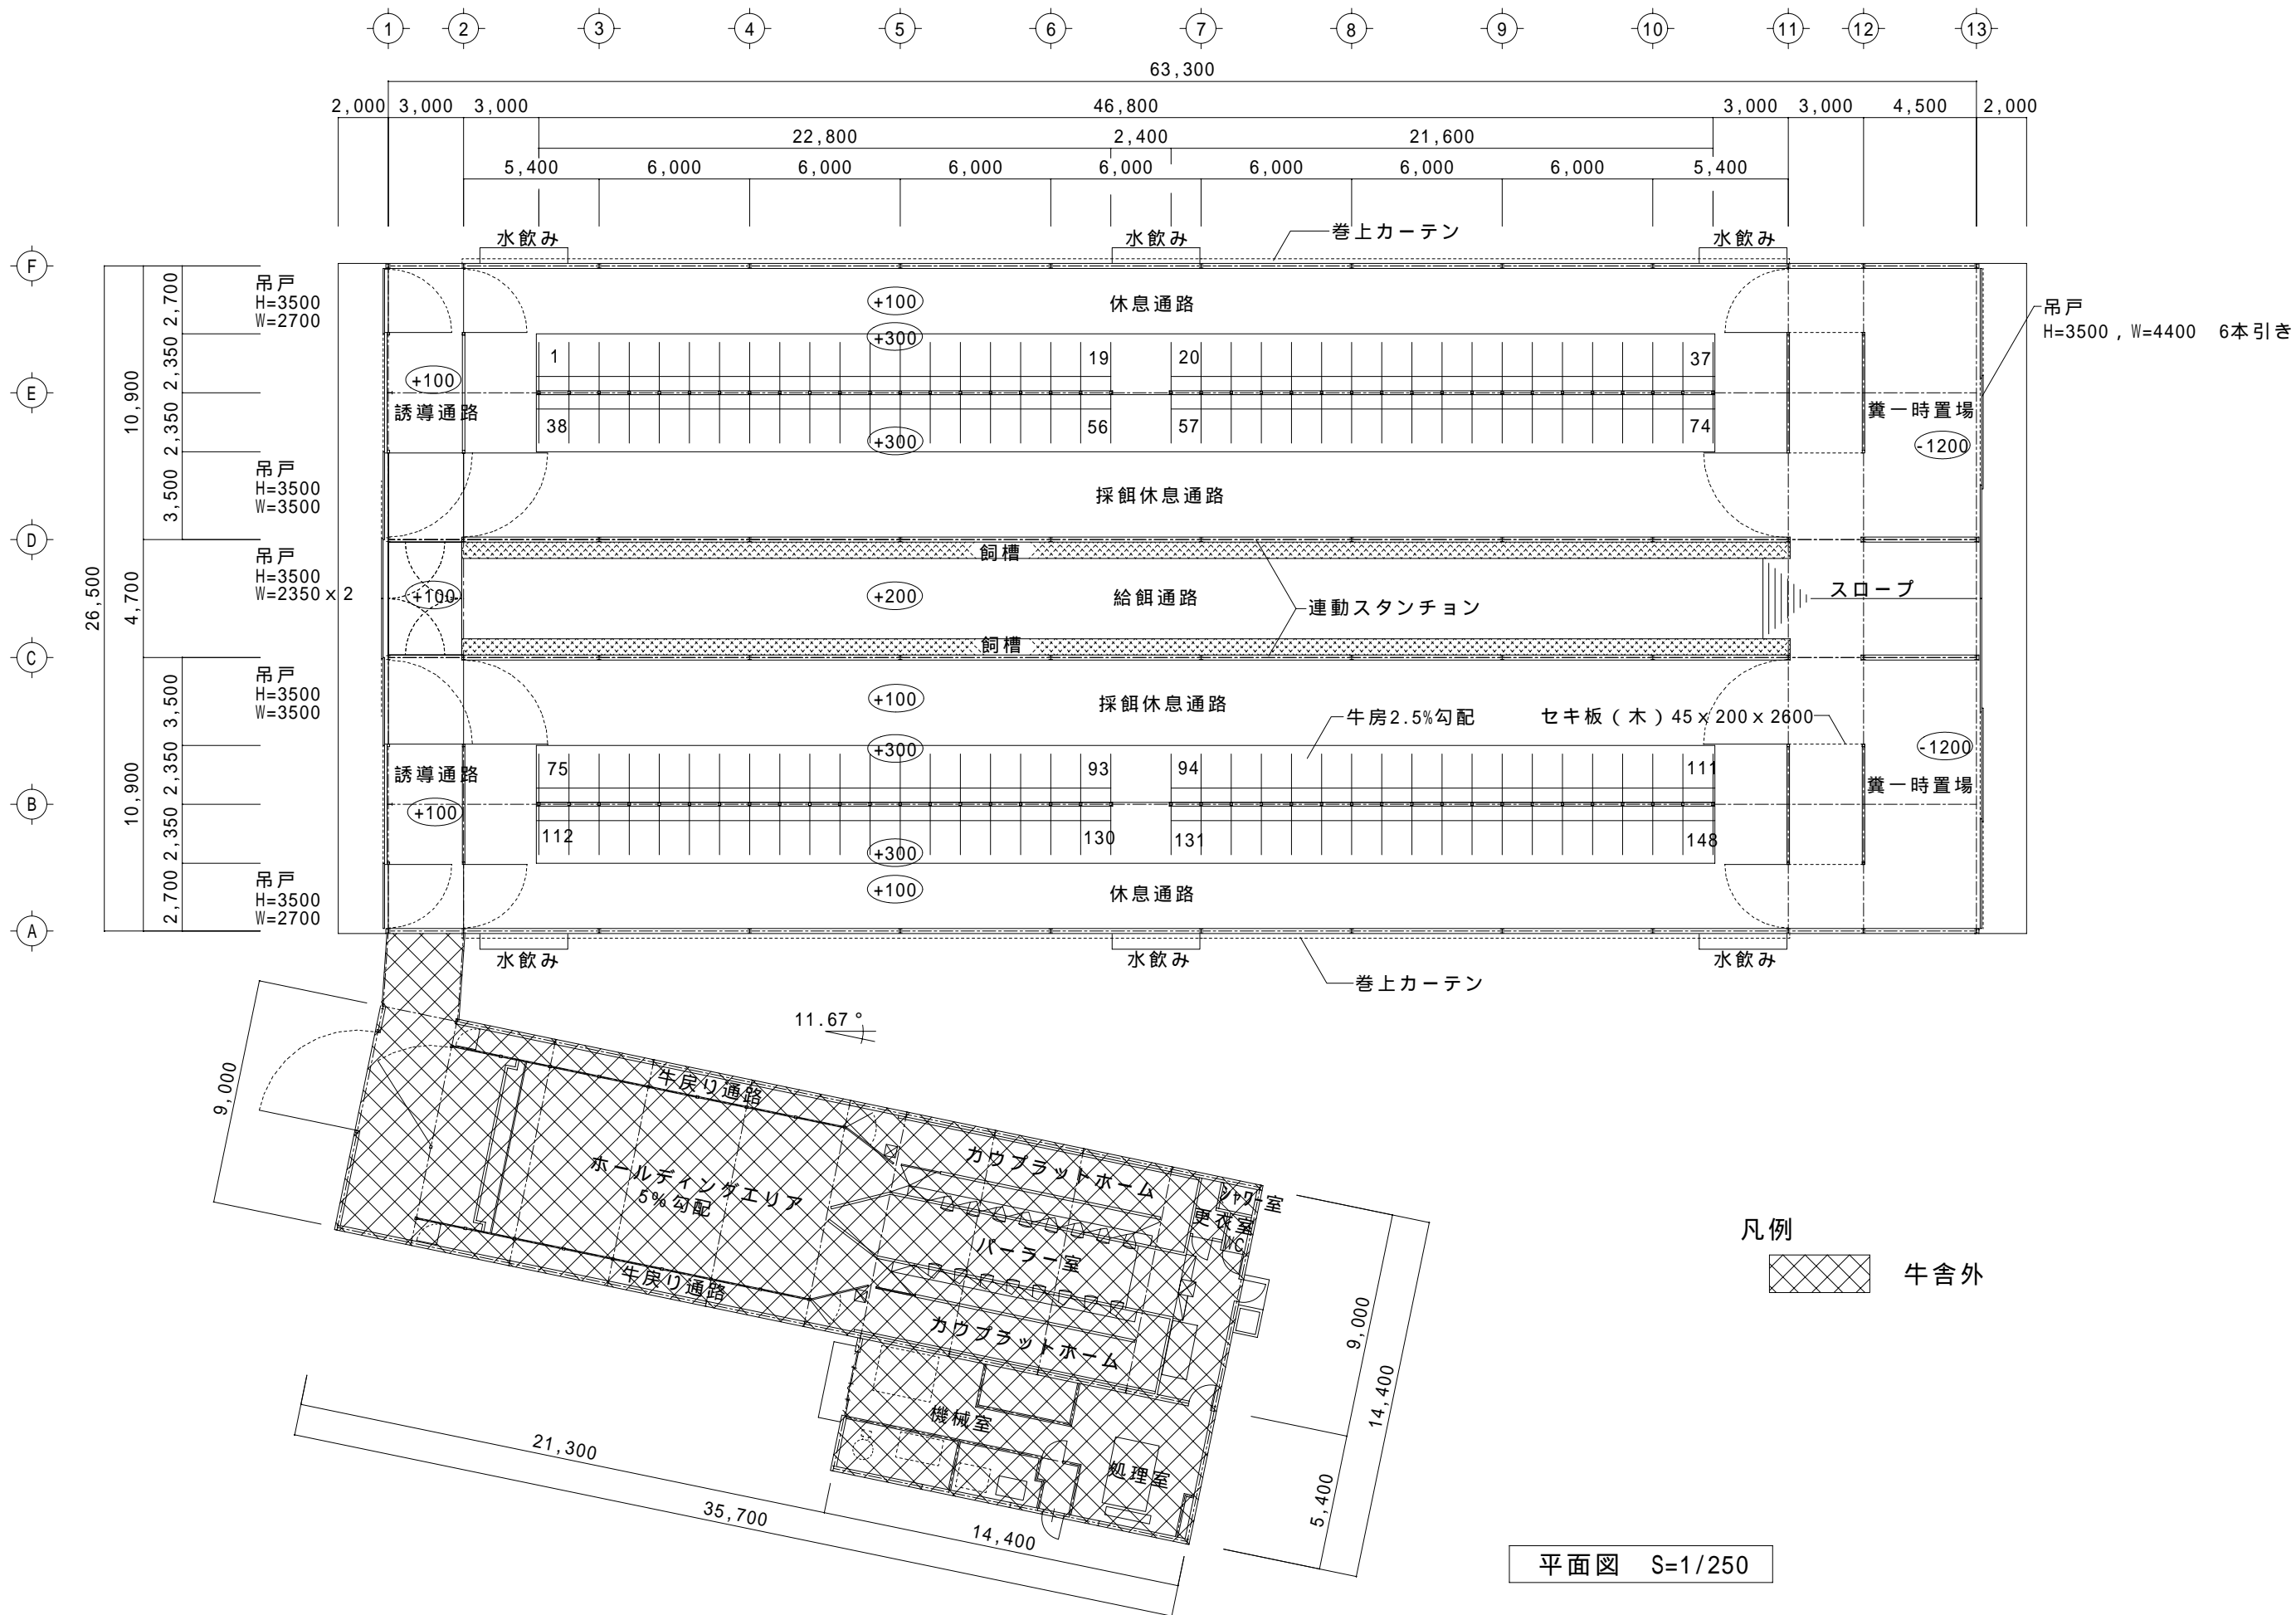 1 2 3 4 5 6 7 8 9 10 11 12 13
63,300
2,000 3,000 3,000 46,800 3,000 3,000 4,500 2,000
22,800 2,400 21,600
5,400 6,000 6,000 6,000 6,000 6,000 6,000 6,000 5,400
水飲み 水飲み 巻上カーテン 水飲み
F
E
D
C
B
A
26,500
10,900
4,700
10,900
2,700
2,350
2,350
3,500
3,500
2,350
2,350
2,700
吊戸
H=3500
W=2700
吊戸
H=3500
W=3500
吊戸
H=3500
W=2350×2
吊戸
H=3500
W=3500
吊戸
H=3500
W=2700
吊戸
H=3500，W=4400 6本引き
+100 休息通路
+300
1 19 20 37
+100
誘導通路
38 56 57 74
+300
糞一時置場
-1200
採餌休息通路
飼槽
+100 +200 給餌通路 スロープ
連動スタンチョン
飼槽
+100 採餌休息通路
牛房2.5%勾配 セキ板（木）45×200×2600
+300
-1200
誘導通路
75 93 94 111
糞一時置場
+100
112 130 131 148
+300
+100 休息通路
水飲み 水飲み 水飲み
巻上カーテン
11.67°
9,000
牛戻り通路
ホールディングエリア
5%勾配
牛戻り通路
カウプラットホーム
シャワー室
更衣室
WC
パーラー室
カウプラットホーム
機械室
処理室
9,000
14,400
5,400
21,300
35,700
14,400
凡例
牛舎外
平面図 S=1/250